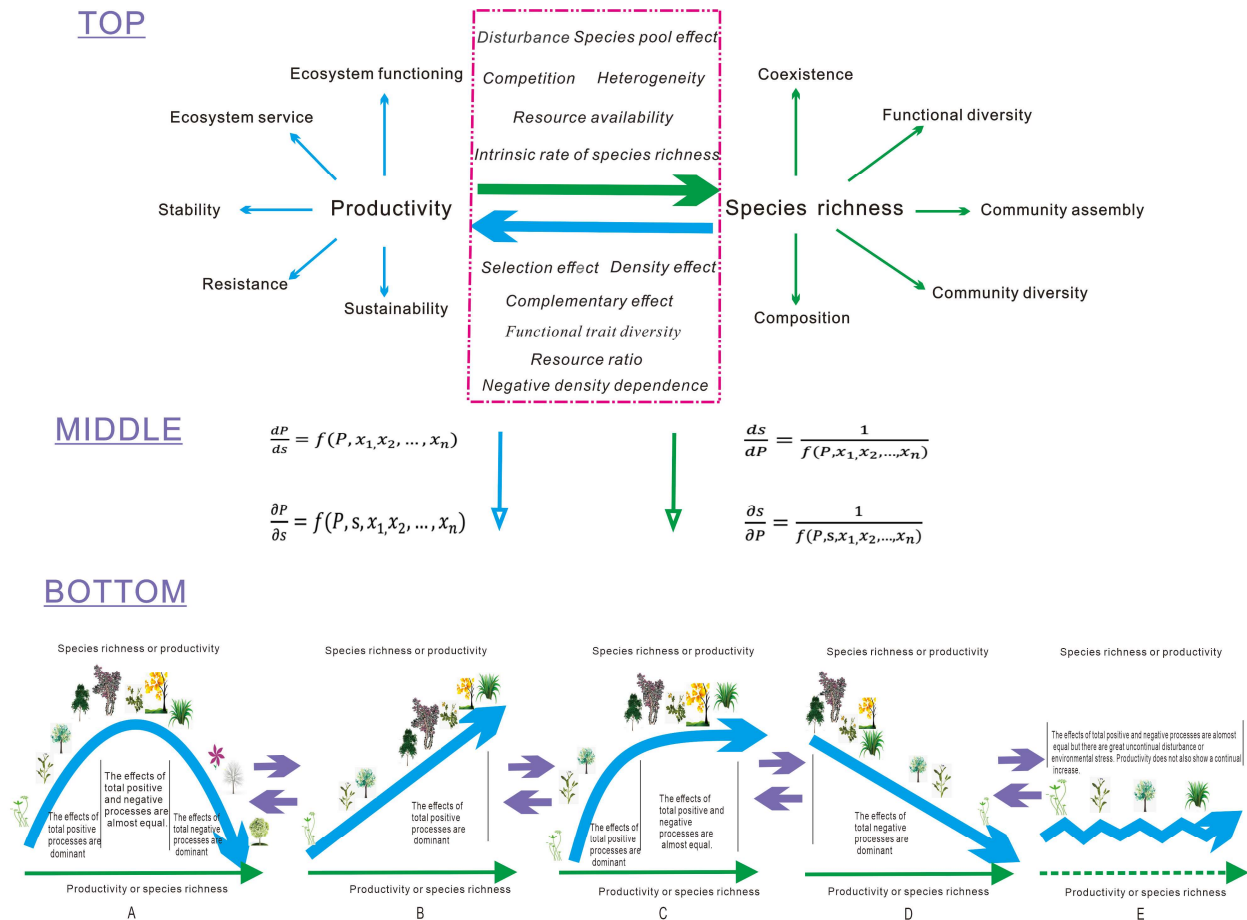 TOP
Disturbance Species pool effect
Ecosystem functioning
Competition Heterogeneity
Coexistence
Ecosystem service
Resource availability
Functional diversity
Intrinsic rate of species richness
Stability
Productivity
Species richness
Community assembly
Resistance
Selection effect Density effect
Sustainability
Complementary effect
Community diversity
Composition
Functional trait diversity
Resource ratio
Negative density dependence
MIDDLE
dP/ds = f(P, x₁,x₂, ..., xₙ)
ds/dP = 1/f(P,x₁,x₂,...,xₙ)
∂P/∂s = f(P, s, x₁,x₂, ..., xₙ)
∂s/∂P = 1/f(P,s,x₁,x₂,...,xₙ)
BOTTOM
Species richness or productivity
The effects of
total positive
and negative
processes are
almost equal.
The effects of
total positive
processes are
dominant
The effects of
total negative
processes are
dominant
Productivity or species richness
A
Species richness or productivity
The effects of
total positive
processes are
dominant
Productivity or species richness
B
Species richness or productivity
The effects of
total positive
processes are
dominant
The effects of
total positive and
negative
processes are
almost equal.
Productivity or species richness
C
Species richness or productivity
The effects of
total negative
processes are
dominant
Productivity or species richness
D
Species richness or productivity
The effects of total positive and negative processes are alomost
equal but there are great uncontinual disturbance or
environmental stress. Productivity does not also show a continual
increase.
Productivity or species richness
E